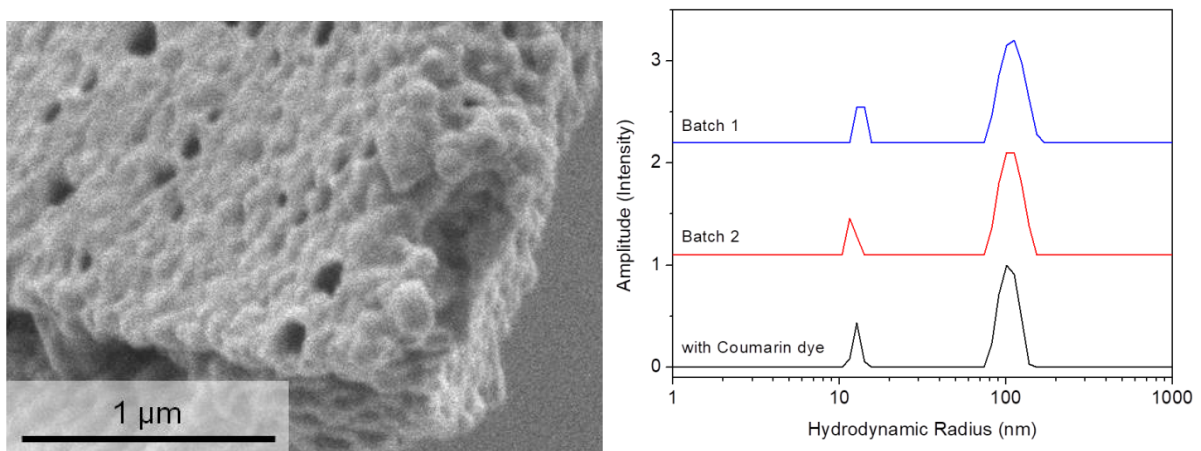 1 µm
3
2
1
0
Amplitude (Intensity)
Batch 1
Batch 2
with Coumarin dye
1 10 100 1000
Hydrodynamic Radius (nm)